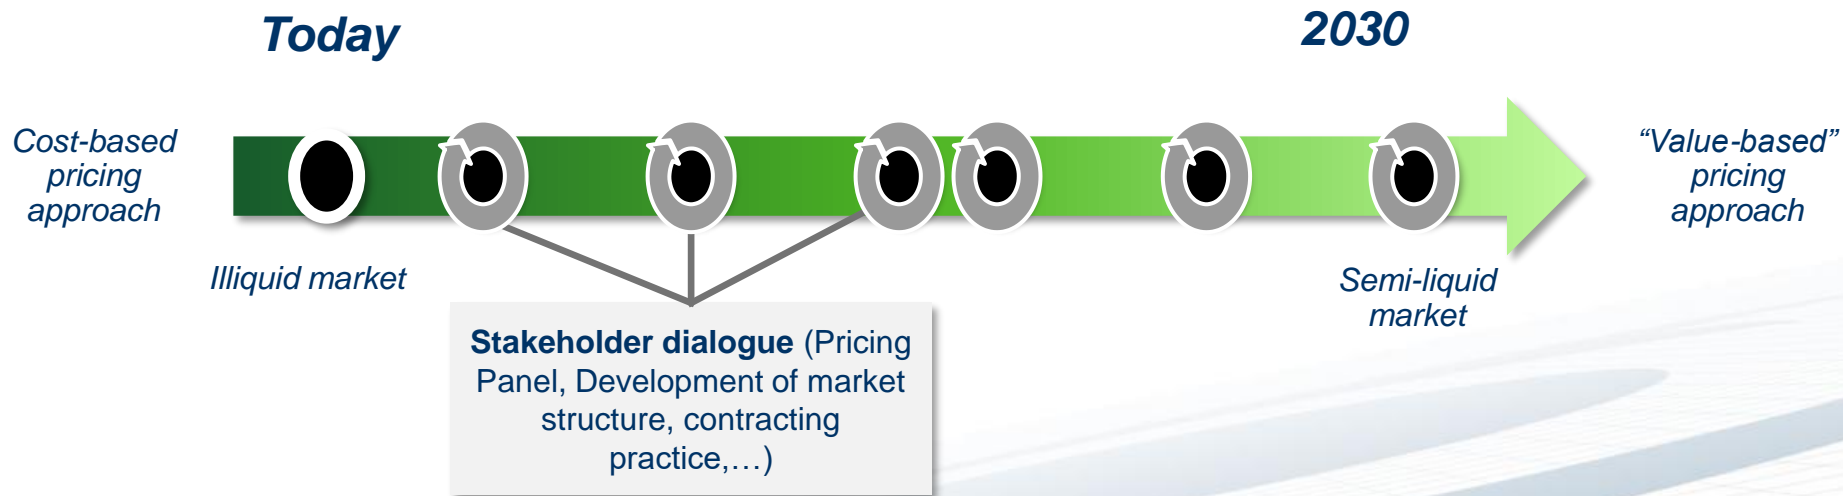 Today
2030
Cost-based
pricing
approach
“Value-based”
pricing
approach
Illiquid market
Semi-liquid
market
Stakeholder dialogue (Pricing
Panel, Development of market
structure, contracting
practice,…)